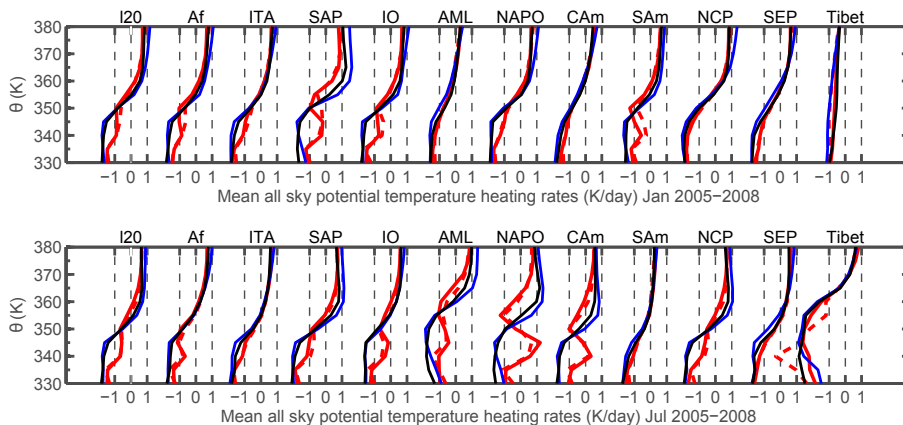 I20 Af ITA SAP IO AML NAPO CAm SAm NCP SEP Tibet
380
370
360
350
340
330
θ (K)
−1 0 1 −1 0 1 −1 0 1 −1 0 1 −1 0 1 −1 0 1 −1 0 1 −1 0 1 −1 0 1 −1 0 1 −1 0 1 −1 0 1
Mean all sky potential temperature heating rates (K/day) Jan 2005−2008
I20 Af ITA SAP IO AML NAPO CAm SAm NCP SEP Tibet
380
370
360
350
340
330
θ (K)
−1 0 1 −1 0 1 −1 0 1 −1 0 1 −1 0 1 −1 0 1 −1 0 1 −1 0 1 −1 0 1 −1 0 1 −1 0 1 −1 0 1
Mean all sky potential temperature heating rates (K/day) Jul 2005−2008